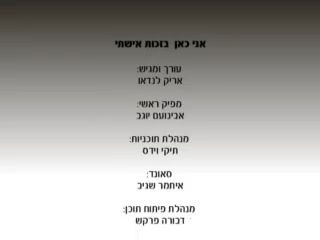 אני כאן בזכות אישתי
עורך ומגיש:
אריק לנדאו
מפיק ראשי:
אבינועם יוגב
מנהלת תוכניות:
חיקי וידס
סאונד:
איתמר שגיב
מנהלת פיתוח תוכן:
דבורה פרקש